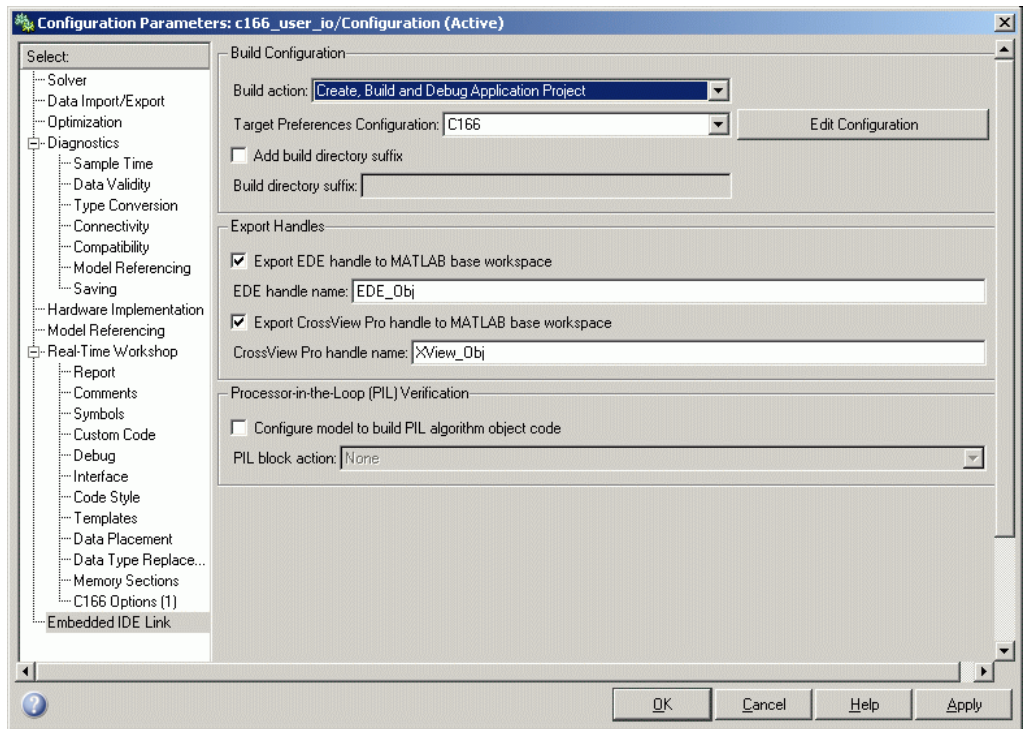 Configuration Parameters: c166_user_io/Configuration (Active)
Select:
Solver
Data Import/Export
Optimization
Diagnostics
Sample Time
Data Validity
Type Conversion
Connectivity
Compatibility
Model Referencing
Saving
Hardware Implementation
Model Referencing
Real-Time Workshop
Report
Comments
Symbols
Custom Code
Debug
Interface
Code Style
Templates
Data Placement
Data Type Replace...
Memory Sections
C166 Options (1)
Embedded IDE Link
Build Configuration
Build action: Create, Build and Debug Application Project
Target Preferences Configuration: C166 Edit Configuration
Add build directory suffix
Build directory suffix:
Export Handles
Export EDE handle to MATLAB base workspace
EDE handle name: EDE_Obj
Export CrossView Pro handle to MATLAB base workspace
CrossView Pro handle name: XView_Obj
Processor-in-the-Loop (PIL) Verification
Configure model to build PIL algorithm object code
PIL block action: None
OK Cancel Help Apply